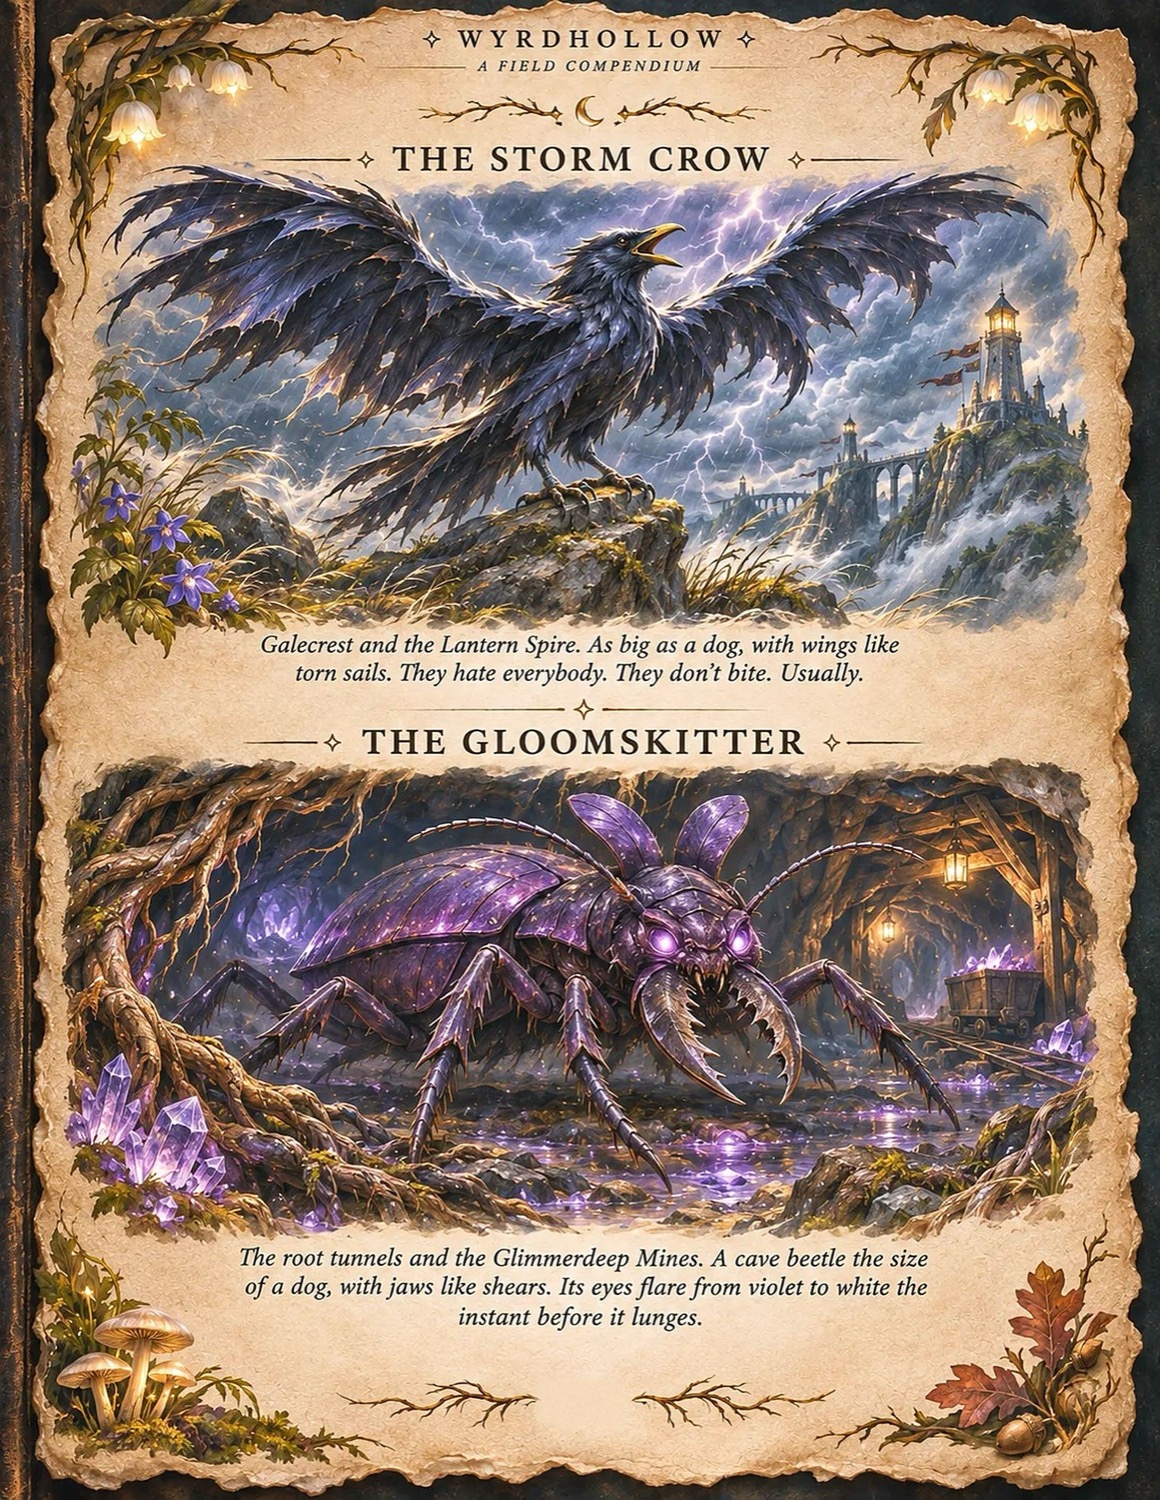 WYRDHOLLOW
A FIELD COMPENDIUM
THE STORM CROW
Galecrest and the Lantern Spire. As big as a dog, with wings like
torn sails. They hate everybody. They don’t bite. Usually.
THE GLOOMSKITTER
The root tunnels and the Glimmerdeep Mines. A cave beetle the size
of a dog, with jaws like shears. Its eyes flare from violet to white the
instant before it lunges.